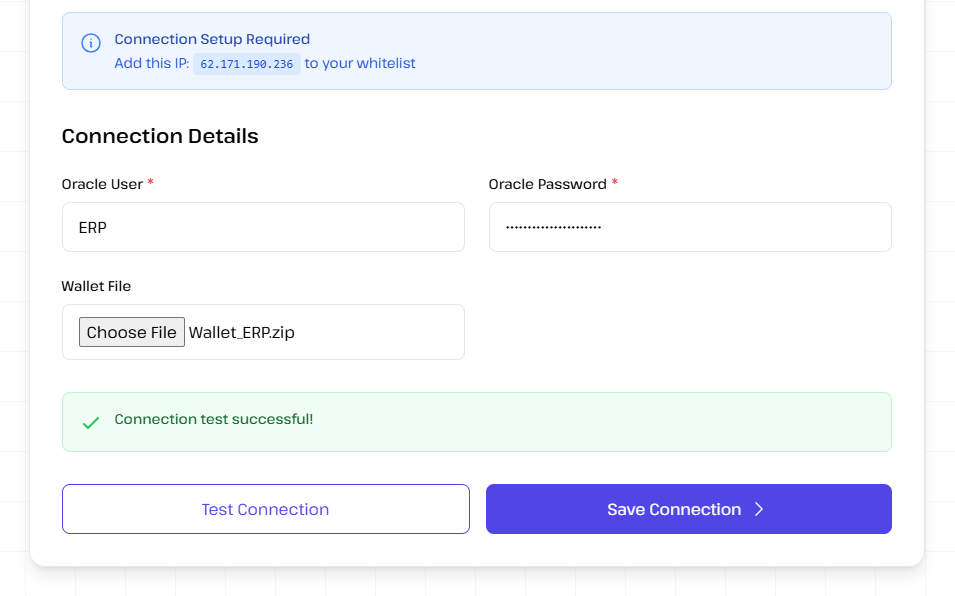 Connection Setup Required
Add this IP: 62.171.190.236 to your whitelist
Connection Details
Oracle User *
Oracle Password *
ERP
......................
Wallet File
Choose File Wallet_ERP.zip
Connection test successful!
Test Connection
Save Connection